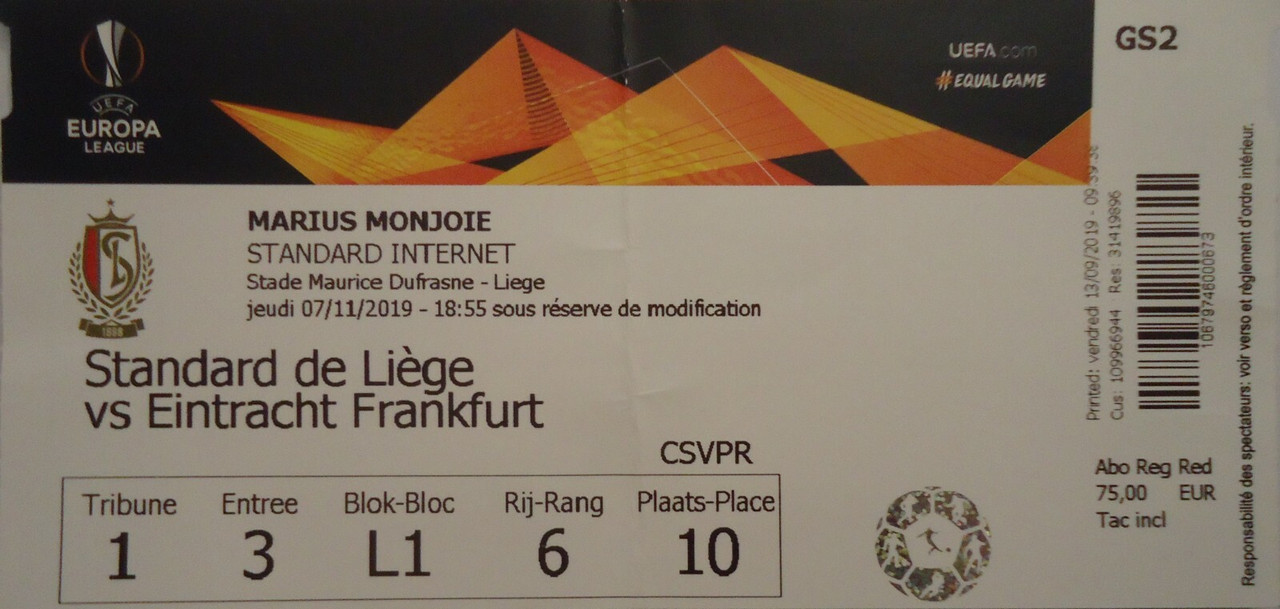 UEFA
EUROPA
LEAGUE
UEFA.com
#EQUALGAME
GS2
MARIUS MONJOIE
STANDARD INTERNET
Stade Maurice Dufrasne - Liege
jeudi 07/11/2019 - 18:55 sous réserve de modification
1898
Standard de Liège
vs Eintracht Frankfurt
CSVPR
Tribune Entree Blok-Bloc Rij-Rang Plaats-Place
1 3 L1 6 10
Printed: vendredi 13/09/2019 -
Cus: 109966944 Res: 31419896
Abo Reg Red
75,00 EUR
Tac incl
Responsabilité des spectateurs: voir verso et règlement d'ordre intérieur.